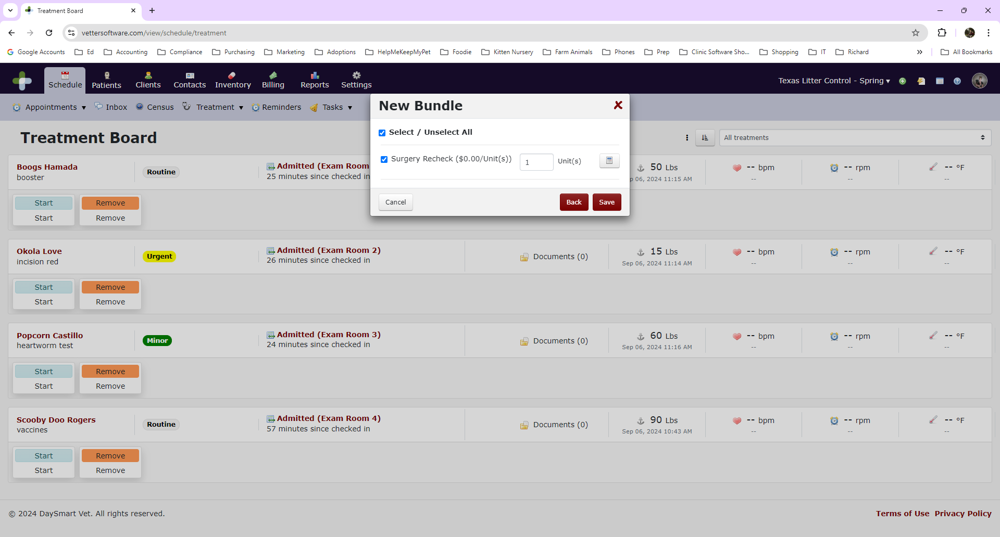 Treatment Board
vettersoftware.com/view/schedule/treatment
Google Accounts Ed Accounting Compliance Purchasing Marketing Adoptions HelpMeKeepMyPet Foodie Kitten Nursery Farm Animals Phones Prep Clinic Software Sho... Shopping IT Richard » All Bookmarks
Schedule Patients Clients Contacts Inventory Billing Reports Settings Texas Litter Control - Spring ▾
Appointments ▾ Inbox Census Treatment ▾ Reminders Tasks ▾
New Bundle
Select / Unselect All
Surgery Recheck ($0.00/Unit(s)) 1 Unit(s)
Cancel Back Save
Treatment Board All treatments
Boogs Hamada Routine Admitted (Exam Room 50 Lbs -- bpm -- rpm -- °F
booster 25 minutes since checked in 06, 2024 11:15 AM -- -- --
Start Remove
Start Remove
Okola Love Urgent Admitted (Exam Room 2) Documents (0) 15 Lbs -- bpm -- rpm -- °F
incision red 26 minutes since checked in Sep 06, 2024 11:14 AM -- -- --
Start Remove
Start Remove
Popcorn Castillo Minor Admitted (Exam Room 3) Documents (0) 60 Lbs -- bpm -- rpm -- °F
heartworm test 24 minutes since checked in Sep 06, 2024 11:16 AM -- -- --
Start Remove
Start Remove
Scooby Doo Rogers Routine Admitted (Exam Room 4) Documents (0) 90 Lbs -- bpm -- rpm -- °F
vaccines 57 minutes since checked in Sep 06, 2024 10:43 AM -- -- --
Start Remove
Start Remove
© 2024 DaySmart Vet. All rights reserved. Terms of Use Privacy Policy